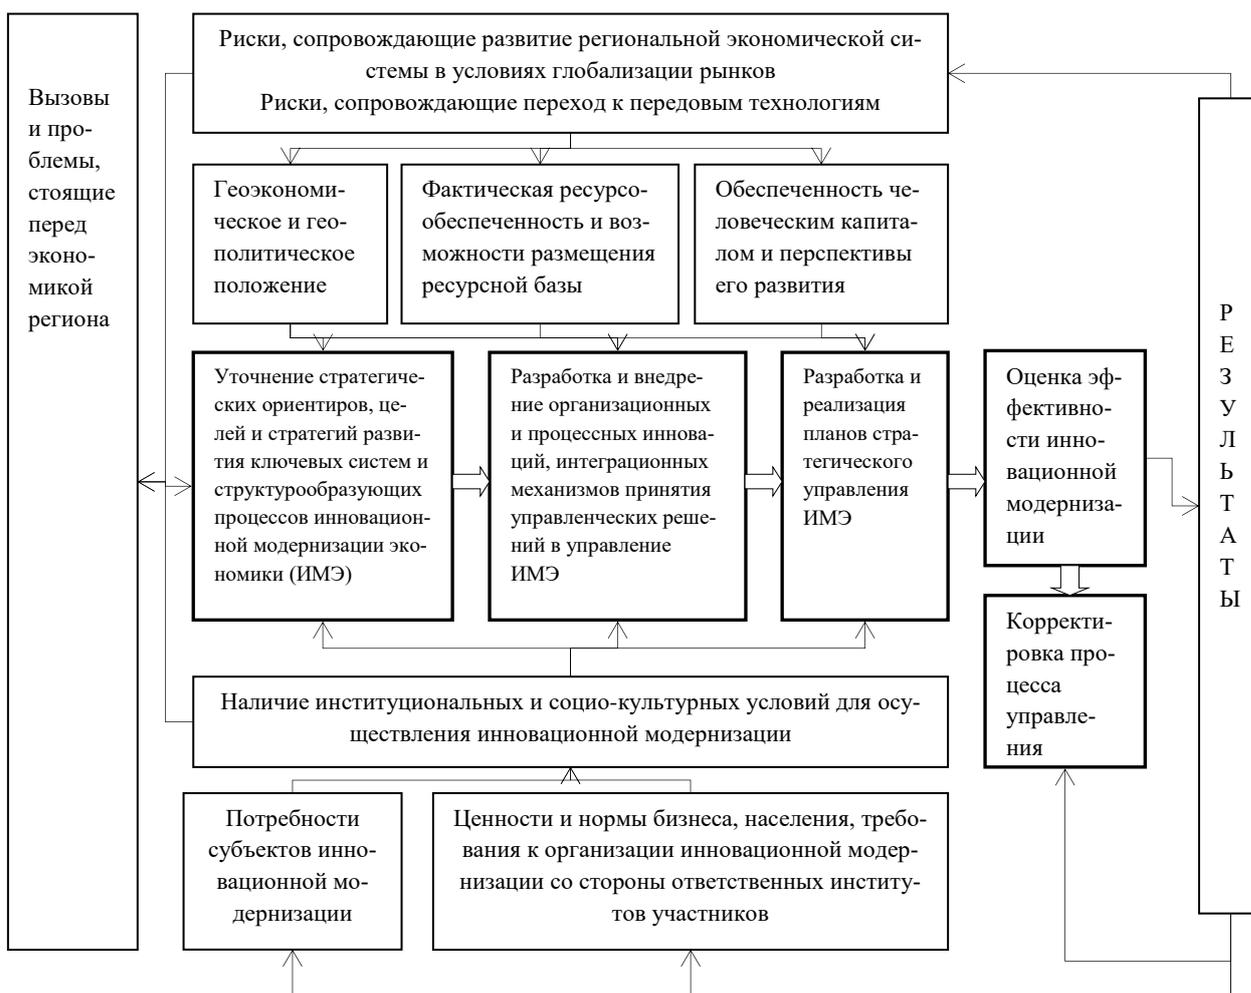 Вызовы
и про-
блемы,
стоящие
перед
эконо-
микой
региона
Риски, сопровождающие развитие региональной экономической си-
стемы в условиях глобализации рынков
Риски, сопровождающие переход к передовым технологиям
Геоэкономи-
ческое и гео-
политическое
положение
Фактическая ресурсо-
обеспеченность и воз-
можности размещения
ресурсной базы
Обеспеченность че-
ловеческим капита-
лом и перспективы
его развития
Уточнение стратегиче-
ских ориентиров, це-
лей и стратегий разви-
тия ключевых систем и
структурообразующих
процессов инновацион-
ной модернизации эко-
номики (ИМЭ)
Разработка и внедре-
ние организационных
и процессных иннова-
ций, интеграционных
механизмов принятия
управленческих реше-
ний в управление
ИМЭ
Разработка и
реализация
планов стра-
тегического
управления
ИМЭ
Оценка эф-
фективно-
сти инно-
вационной
модерниза-
ции
Корректи-
ровка про-
цесса
управле-
ния
Наличие институциональных и социо-культурных условий для осу-
ществления инновационной модернизации
Потребности
субъектов инно-
вационной мо-
дернизации
Ценности и нормы бизнеса, населения, требо-
вания к организации инновационной модер-
низации со стороны ответственных институ-
тов участников
Р
Е
З
У
Л
Ь
Т
А
Т
Ы